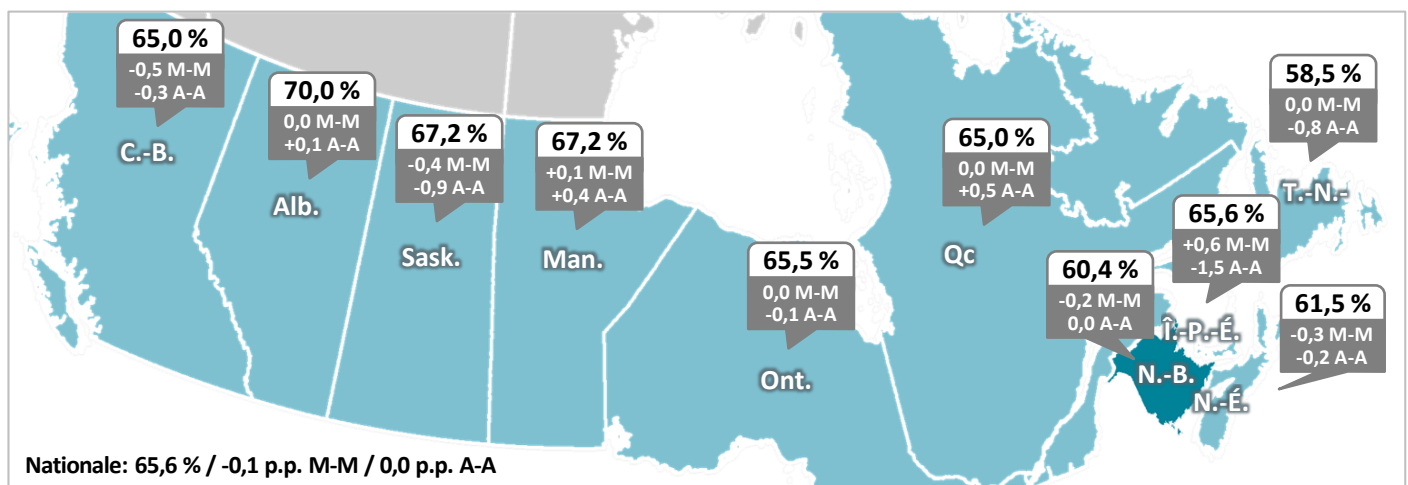 65,0 %
-0,5 M-M
-0,3 A-A
C.-B.
70,0 %
0,0 M-M
+0,1 A-A
Alb.
67,2 %
-0,4 M-M
-0,9 A-A
Sask.
67,2 %
+0,1 M-M
+0,4 A-A
Man.
65,5 %
0,0 M-M
-0,1 A-A
Ont.
65,0 %
0,0 M-M
+0,5 A-A
Qc
58,5 %
0,0 M-M
-0,8 A-A
T.-N.-
65,6 %
+0,6 M-M
-1,5 A-A
Î.-P.-É.
60,4 %
-0,2 M-M
0,0 A-A
N.-B.
61,5 %
-0,3 M-M
-0,2 A-A
N.-É.
Nationale: 65,6 % / -0,1 p.p. M-M / 0,0 p.p. A-A